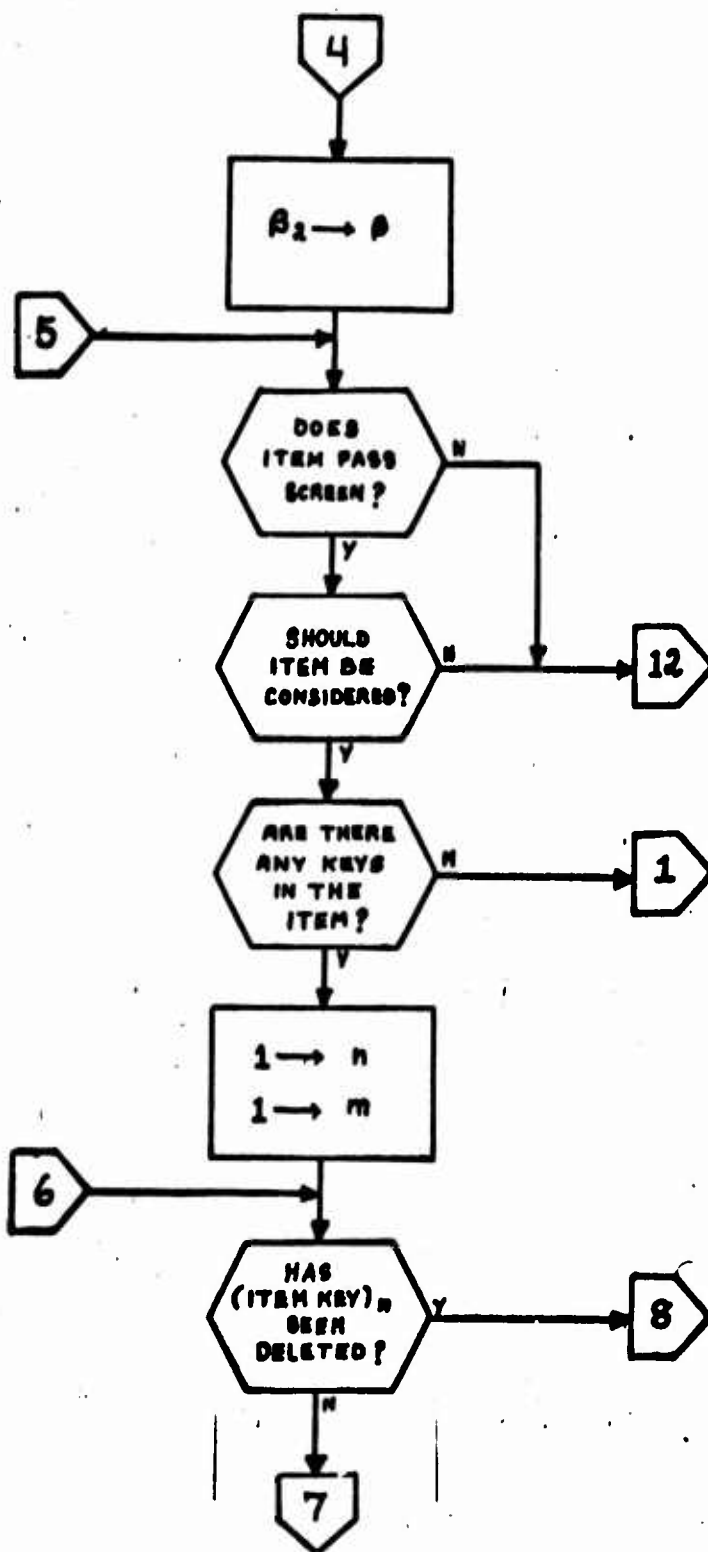 4
β₂ → β
5
DOES
ITEM PASS
SCREEN?
N
Y
SHOULD
ITEM BE
CONSIDERED?
N
12
Y
ARE THERE
ANY KEYS
IN THE
ITEM?
N
1
Y
1 → n
1 → m
6
HAS
(ITEM KEY)ₙ
BEEN
DELETED?
Y
8
N
7